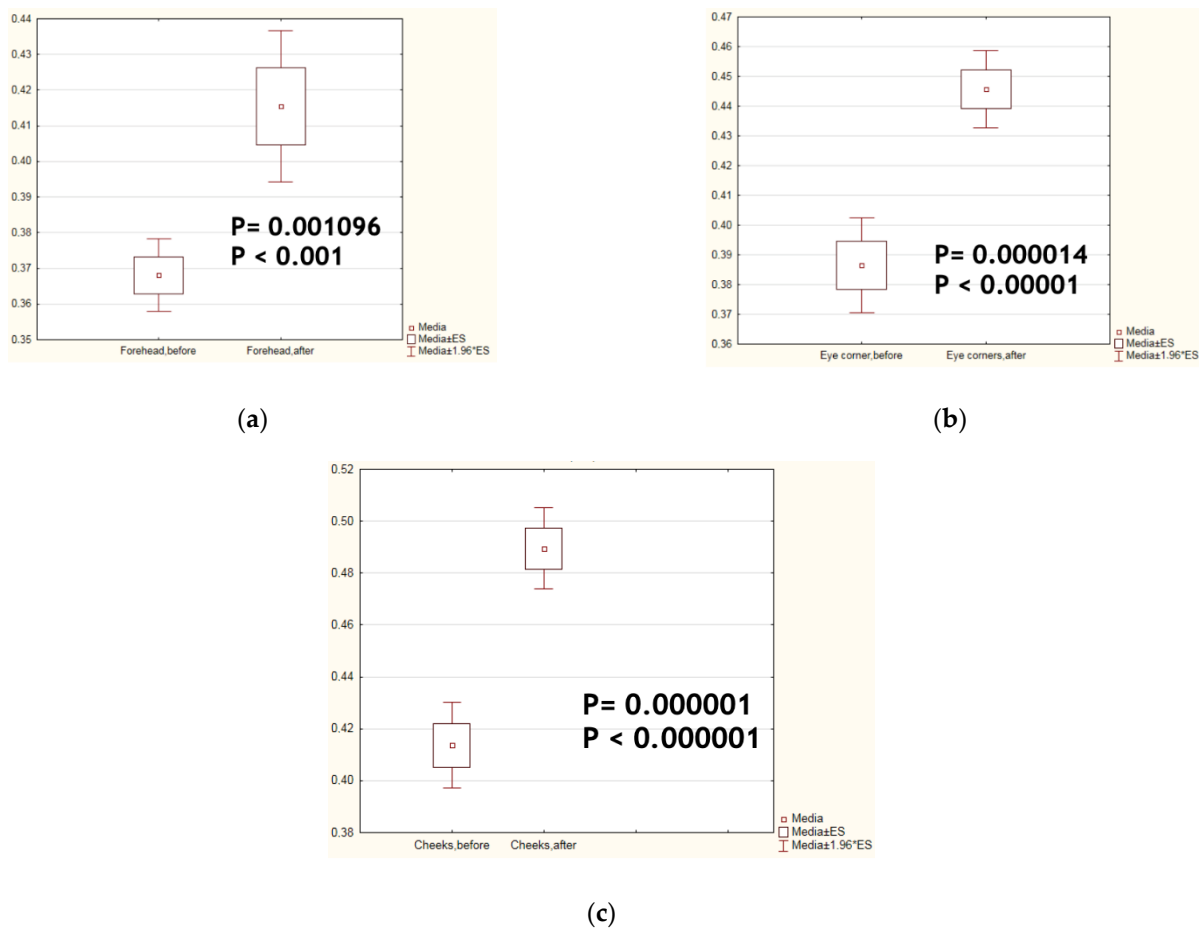 0.44
0.43
0.42
0.41
0.40
0.39
0.38
0.37
0.36
0.35
P= 0.001096
P < 0.001
Forehead,before
Forehead,after
Media
Media±ES
Media±1.96*ES
(a)
0.47
0.46
0.45
0.44
0.43
0.42
0.41
0.40
0.39
0.38
0.37
0.36
P= 0.000014
P < 0.00001
Eye corner,before
Eye corners,after
Media
Media±ES
Media±1.96*ES
(b)
0.52
0.50
0.48
0.46
0.44
0.42
0.40
0.38
P= 0.000001
P < 0.000001
Cheeks,before
Cheeks,after
Media
Media±ES
Media±1.96*ES
(c)